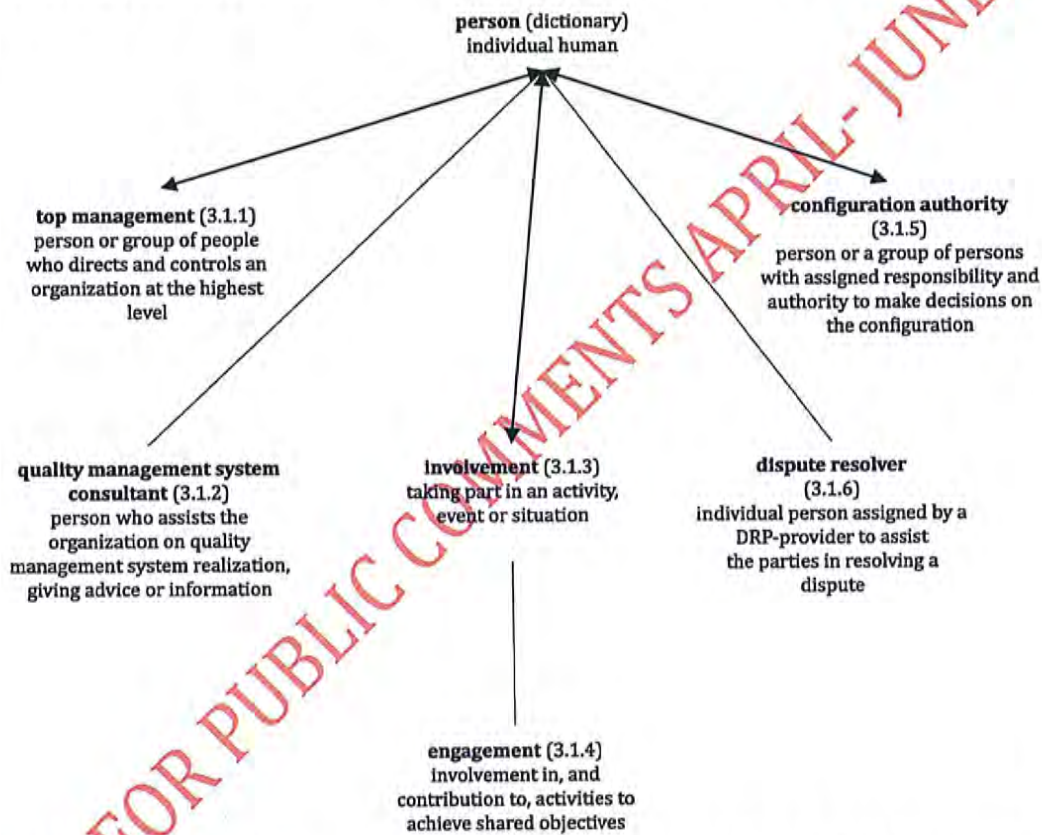 person (dictionary)
individual human
top management (3.1.1)
person or group of people
who directs and controls an
organization at the highest
level
configuration authority
(3.1.5)
person or a group of persons
with assigned responsibility and
authority to make decisions on
the configuration
quality management system
consultant (3.1.2)
person who assists the
organization on quality
management system realization,
giving advice or information
involvement (3.1.3)
taking part in an activity,
event or situation
dispute resolver
(3.1.6)
individual person assigned by a
DRP-provider to assist
the parties in resolving a
dispute
engagement (3.1.4)
involvement in, and
contribution to, activities to
achieve shared objectives
FOR PUBLIC COMMENTS APRIL- JUNE